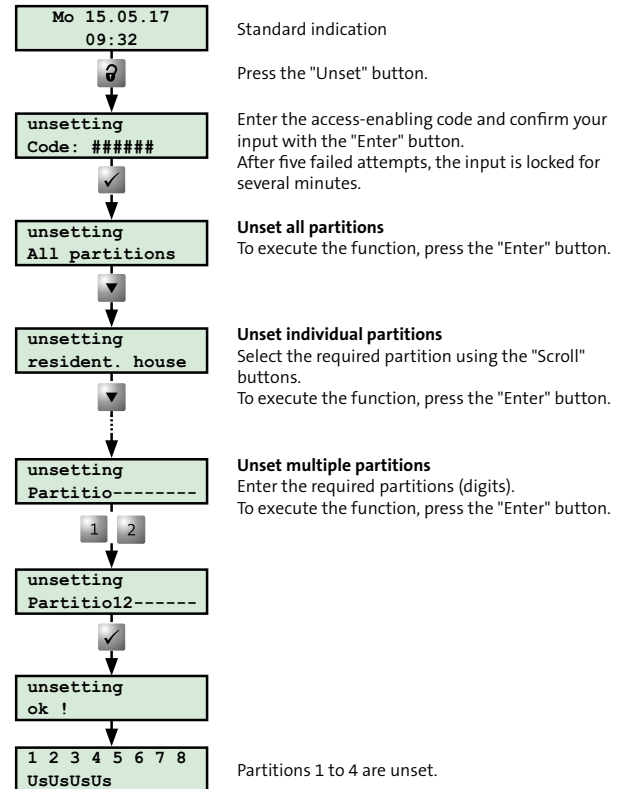 Mo 15.05.17
09:32
Standard indication
Press the "Unset" button.
unsetting
Code: ######
Enter the access-enabling code and confirm your
input with the "Enter" button.
After five failed attempts, the input is locked for
several minutes.
unsetting
All partitions
Unset all partitions
To execute the function, press the "Enter" button.
unsetting
resident. house
Unset individual partitions
Select the required partition using the "Scroll"
buttons.
To execute the function, press the "Enter" button.
unsetting
Partitio--------
Unset multiple partitions
Enter the required partitions (digits).
To execute the function, press the "Enter" button.
1 2
unsetting
Partitio12------
unsetting
ok !
1 2 3 4 5 6 7 8
UsUsUsUs
Partitions 1 to 4 are unset.